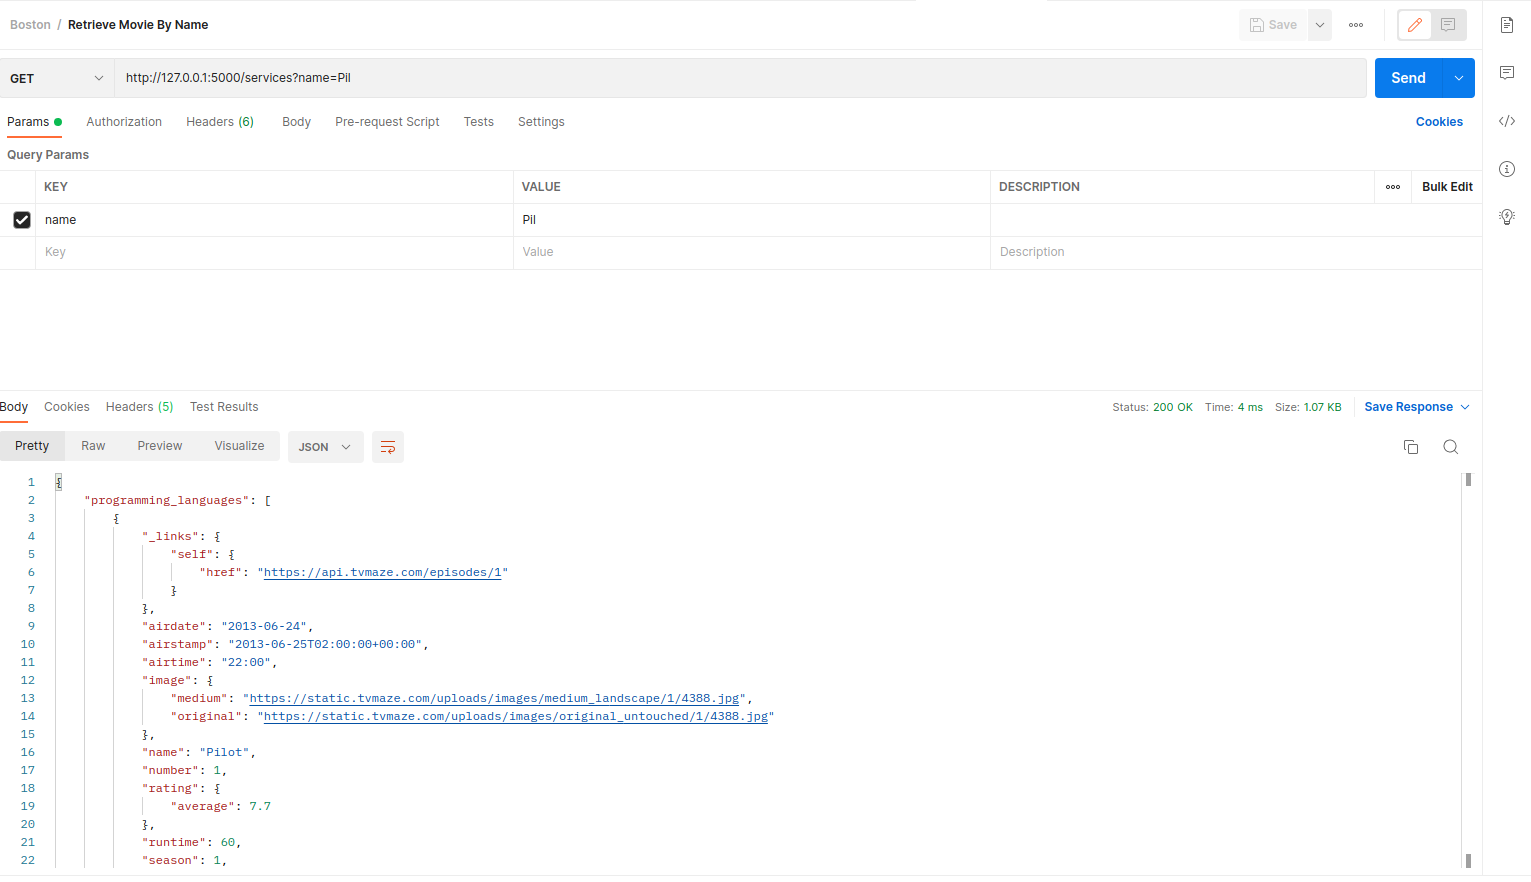 Boston / Retrieve Movie By Name
Save
GET
http://127.0.0.1:5000/services?name=Pil
Send
Params Authorization Headers (6) Body Pre-request Script Tests Settings Cookies
Query Params
KEY VALUE DESCRIPTION Bulk Edit
name Pil
Key Value Description
Body Cookies Headers (5) Test Results Status: 200 OK Time: 4 ms Size: 1.07 KB Save Response
Pretty Raw Preview Visualize JSON
1 {
2 "programming_languages": [
3 {
4 "_links": {
5 "self": {
6 "href": "https://api.tvmaze.com/episodes/1"
7 }
8 },
9 "airdate": "2013-06-24",
10 "airstamp": "2013-06-25T02:00:00+00:00",
11 "airtime": "22:00",
12 "image": {
13 "medium": "https://static.tvmaze.com/uploads/images/medium_landscape/1/4388.jpg",
14 "original": "https://static.tvmaze.com/uploads/images/original_untouched/1/4388.jpg"
15 },
16 "name": "Pilot",
17 "number": 1,
18 "rating": {
19 "average": 7.7
20 },
21 "runtime": 60,
22 "season": 1,